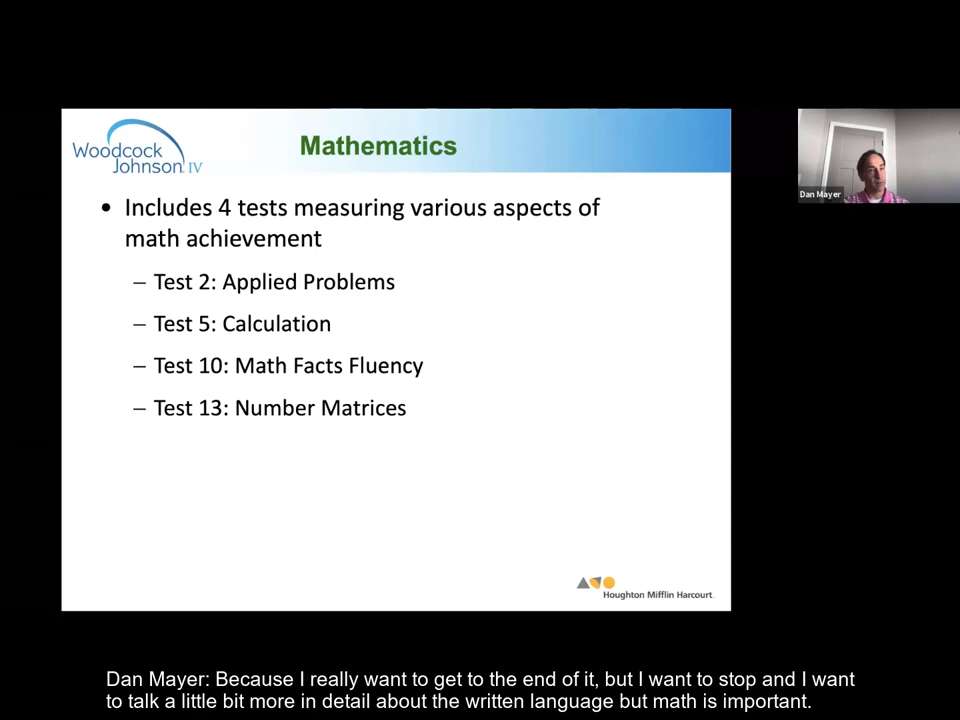 Woodcock
Johnson IV
Mathematics
• Includes 4 tests measuring various aspects of
math achievement
– Test 2: Applied Problems
– Test 5: Calculation
– Test 10: Math Facts Fluency
– Test 13: Number Matrices
Houghton Mifflin Harcourt
Dan Mayer
Dan Mayer: Because I really want to get to the end of it, but I want to stop and I want
to talk a little bit more in detail about the written language but math is important.